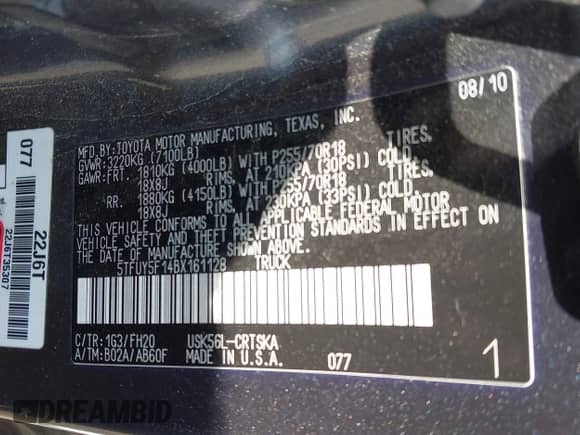 08/10
MFD.BY:TOYOTA MOTOR MANUFACTURING, TEXAS, INC.
GVWR:3220KG (7100LB)
GAWR:FRT. 1810KG (4000LB) WITH P255/70R18 TIRES.
18X8J RIMS. AT 210KPA (30PSI) COLD.
RR. 1880KG (4150LB) WITH P255/70R18 TIRES.
18X8J RIMS. AT 230KPA (33PSI) COLD.
THIS VEHICLE CONFORMS TO ALL APPLICABLE FEDERAL MOTOR
VEHICLE SAFETY AND THEFT PREVENTION STANDARDS IN EFFECT ON
THE DATE OF MANUFACTURE SHOWN ABOVE.
5TFUY5F14BX161128 TRUCK
C/TR:1G3/FH20 USK56L-CRTSKA
A/TM:B02A/AB60F MADE IN U.S.A. 077 1
077
22J6T
22J6T35307
DREAMBID